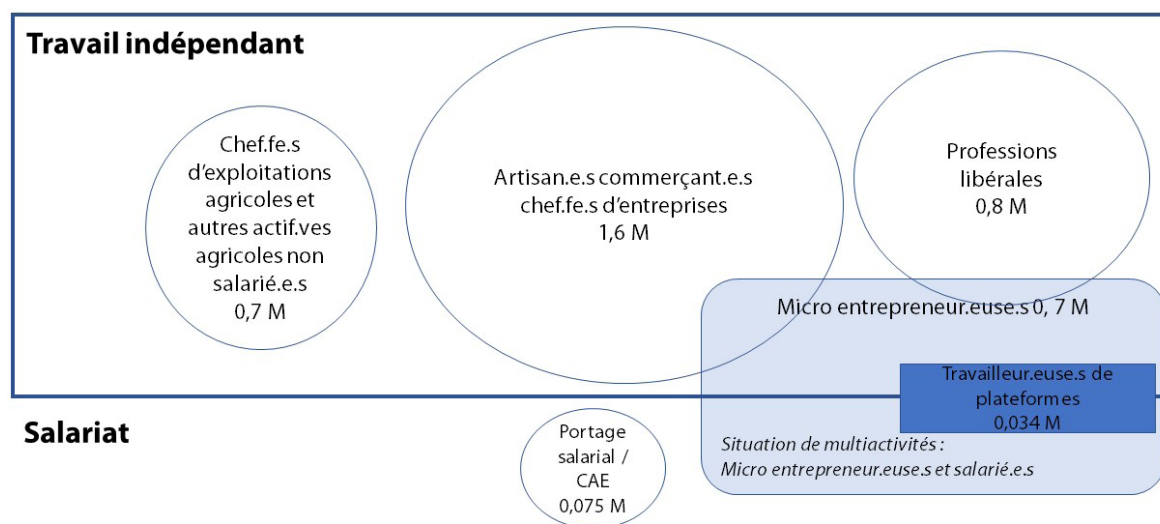 Travail indépendant
Chef.fe.s
d'exploitations
agricoles et
autres actif.ves
agricoles non
salarié.e.s
0,7 M
Artisan.e.s commerçant.e.s
chef.fe.s d'entreprises
1,6 M
Professions
libérales
0,8 M
Micro entrepreneur.euse.s 0, 7 M
Travailleur.euse.s de
plateformes
0,034 M
Salariat
Portage
salarial /
CAE
0,075 M
Situation de multiactivités :
Micro entrepreneur.euse.s et salarié.e.s